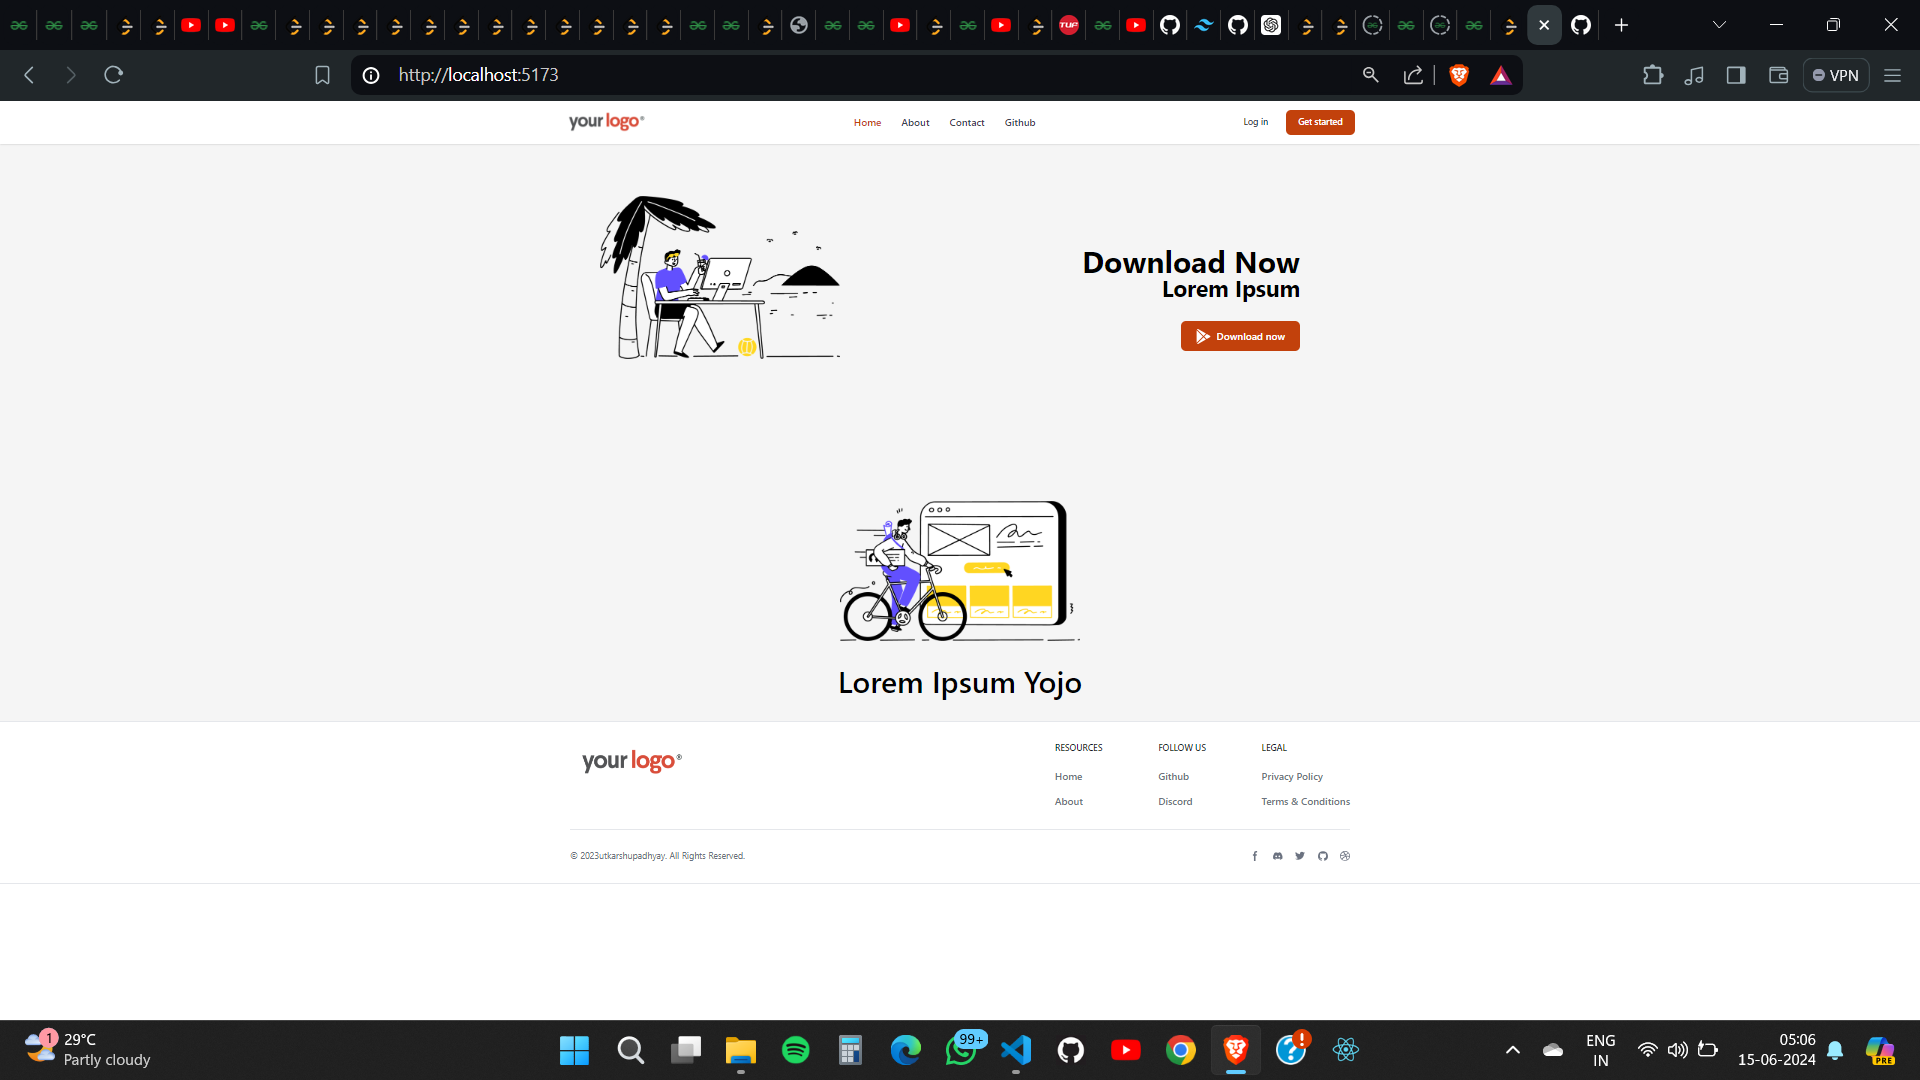 http://localhost:5173
VPN
your logo®
Home About Contact Github
Log in Get started
Download Now
Lorem Ipsum
Download now
Lorem Ipsum Yojo
your logo®
RESOURCES
Home
About
FOLLOW US
Github
Discord
LEGAL
Privacy Policy
Terms & Conditions
© 2023utkarshupadhyay. All Rights Reserved.
1
29°C
Partly cloudy
99+
ENG
IN
05:06
15-06-2024
PRE